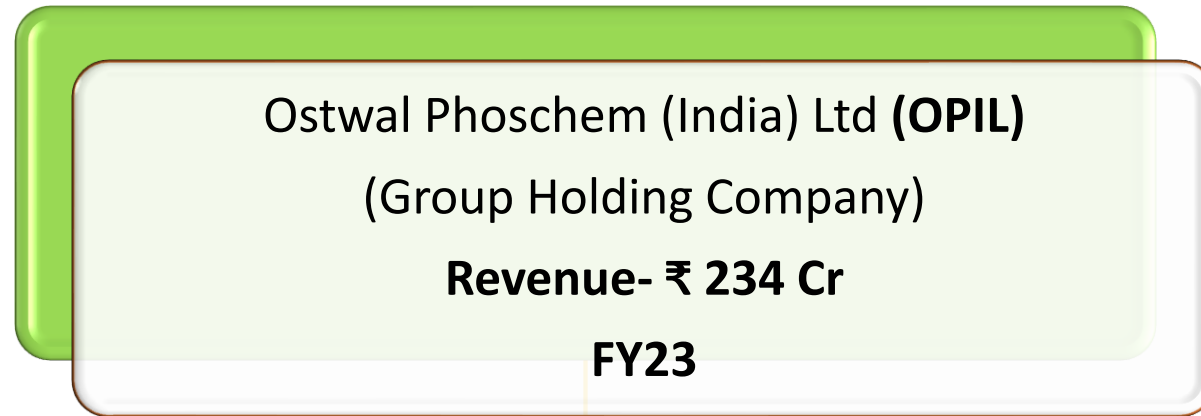 Ostwal Phoschem (India) Ltd (OPIL)
(Group Holding Company)
Revenue- ₹ 234 Cr
FY23